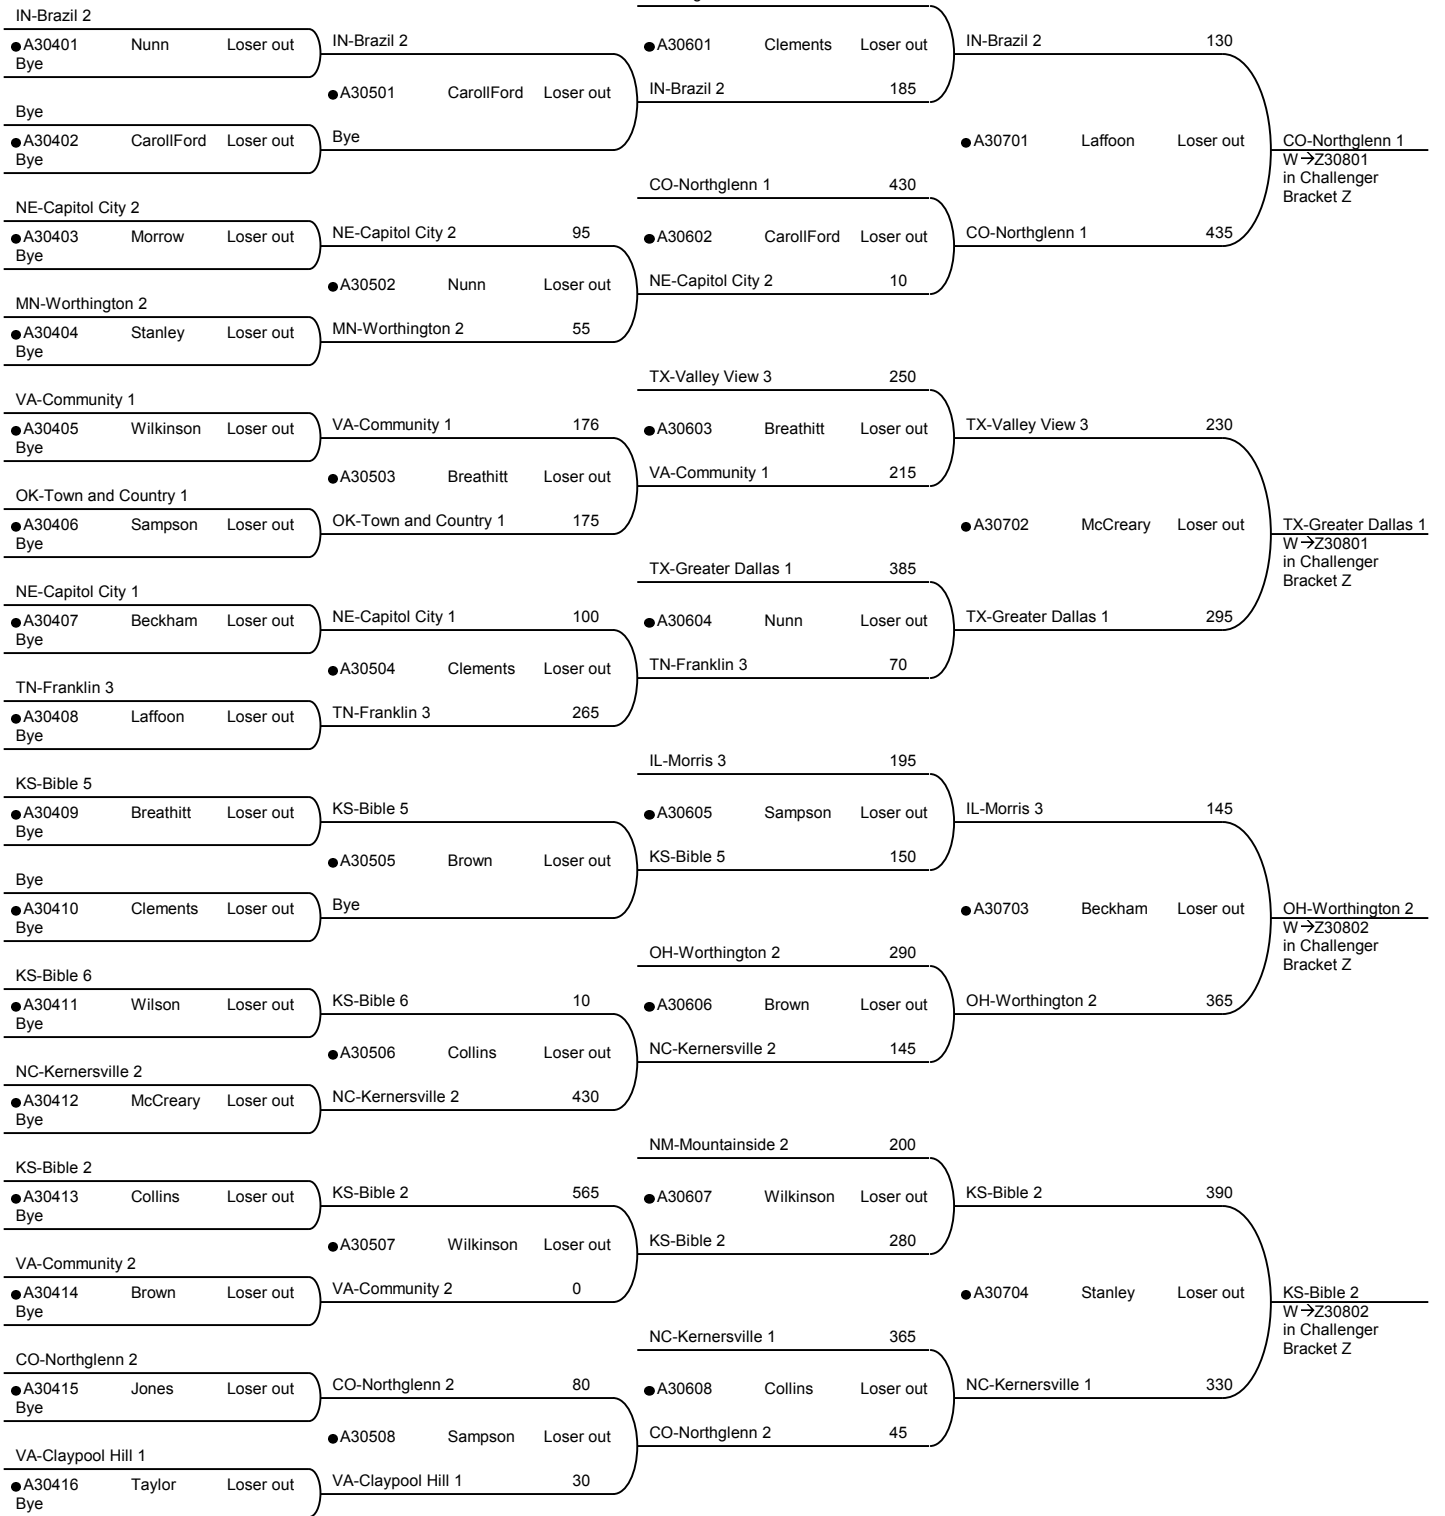 IN-Brazil 2
A30401 Nunn Loser out
Bye
Bye
A30402 CarollFord Loser out
Bye
NE-Capitol City 2
A30403 Morrow Loser out
Bye
MN-Worthington 2
A30404 Stanley Loser out
Bye
VA-Community 1
A30405 Wilkinson Loser out
Bye
OK-Town and Country 1
A30406 Sampson Loser out
Bye
NE-Capitol City 1
A30407 Beckham Loser out
Bye
TN-Franklin 3
A30408 Laffoon Loser out
Bye
KS-Bible 5
A30409 Breathitt Loser out
Bye
Bye
A30410 Clements Loser out
Bye
KS-Bible 6
A30411 Wilson Loser out
Bye
NC-Kernersville 2
A30412 McCreary Loser out
Bye
KS-Bible 2
A30413 Collins Loser out
Bye
VA-Community 2
A30414 Brown Loser out
Bye
CO-Northglenn 2
A30415 Jones Loser out
Bye
VA-Claypool Hill 1
A30416 Taylor Loser out
Bye
IN-Brazil 2
A30501 CarollFord Loser out
Bye
NE-Capitol City 2 95
A30502 Nunn Loser out
MN-Worthington 2 55
VA-Community 1 176
A30503 Breathitt Loser out
OK-Town and Country 1 175
NE-Capitol City 1 100
A30504 Clements Loser out
TN-Franklin 3 265
KS-Bible 5
A30505 Brown Loser out
Bye
KS-Bible 6 10
A30506 Collins Loser out
NC-Kernersville 2 430
KS-Bible 2 565
A30507 Wilkinson Loser out
VA-Community 2 0
CO-Northglenn 2 80
A30508 Sampson Loser out
VA-Claypool Hill 1 30
A30601 Clements Loser out
IN-Brazil 2 185
CO-Northglenn 1 430
A30602 CarollFord Loser out
NE-Capitol City 2 10
TX-Valley View 3 250
A30603 Breathitt Loser out
VA-Community 1 215
TX-Greater Dallas 1 385
A30604 Nunn Loser out
TN-Franklin 3 70
IL-Morris 3 195
A30605 Sampson Loser out
KS-Bible 5 150
OH-Worthington 2 290
A30606 Brown Loser out
NC-Kernersville 2 145
NM-Mountainside 2 200
A30607 Wilkinson Loser out
KS-Bible 2 280
NC-Kernersville 1 365
A30608 Collins Loser out
CO-Northglenn 2 45
IN-Brazil 2 130
A30701 Laffoon Loser out
CO-Northglenn 1 435
TX-Valley View 3 230
A30702 McCreary Loser out
TX-Greater Dallas 1 295
IL-Morris 3 145
A30703 Beckham Loser out
OH-Worthington 2 365
KS-Bible 2 390
A30704 Stanley Loser out
NC-Kernersville 1 330
CO-Northglenn 1
W→Z30801
in Challenger
Bracket Z
TX-Greater Dallas 1
W→Z30801
in Challenger
Bracket Z
OH-Worthington 2
W→Z30802
in Challenger
Bracket Z
KS-Bible 2
W→Z30802
in Challenger
Bracket Z